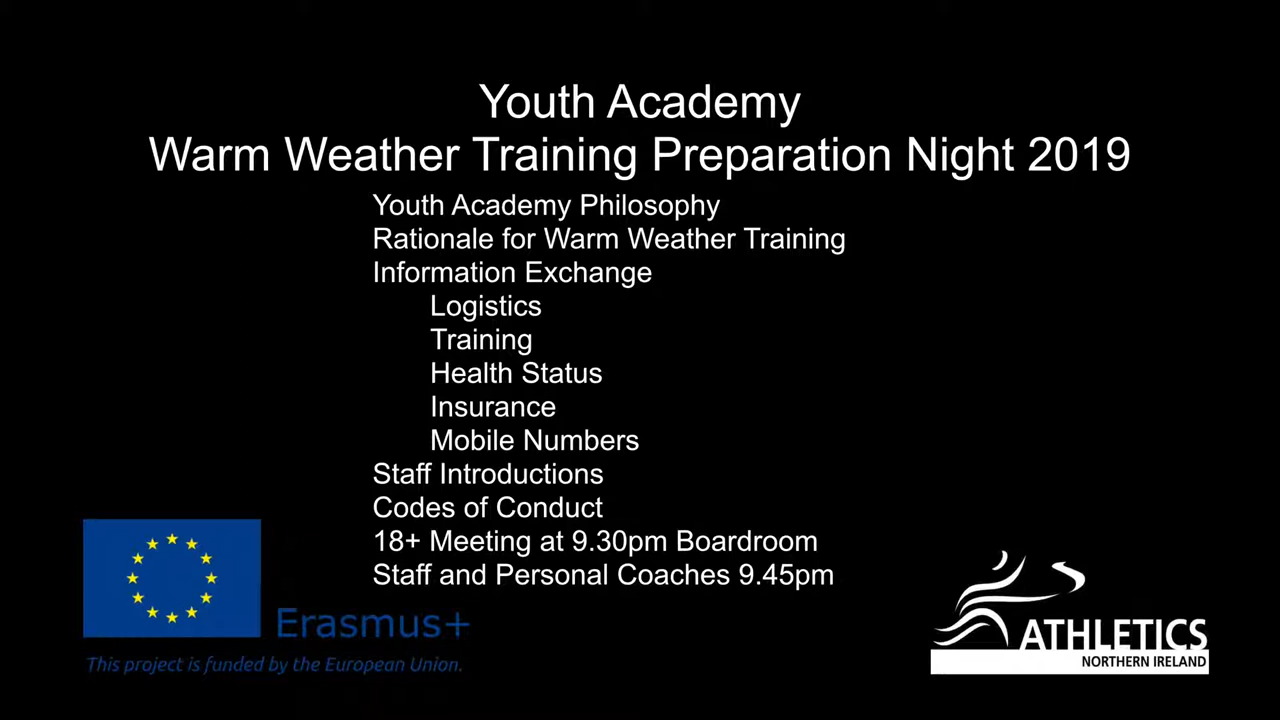 Youth Academy
Warm Weather Training Preparation Night 2019
Youth Academy Philosophy
Rationale for Warm Weather Training
Information Exchange
Logistics
Training
Health Status
Insurance
Mobile Numbers
Staff Introductions
Codes of Conduct
18+ Meeting at 9.30pm Boardroom
Staff and Personal Coaches 9.45pm
Erasmus+
This project is funded by the European Union.
ATHLETICS
NORTHERN IRELAND